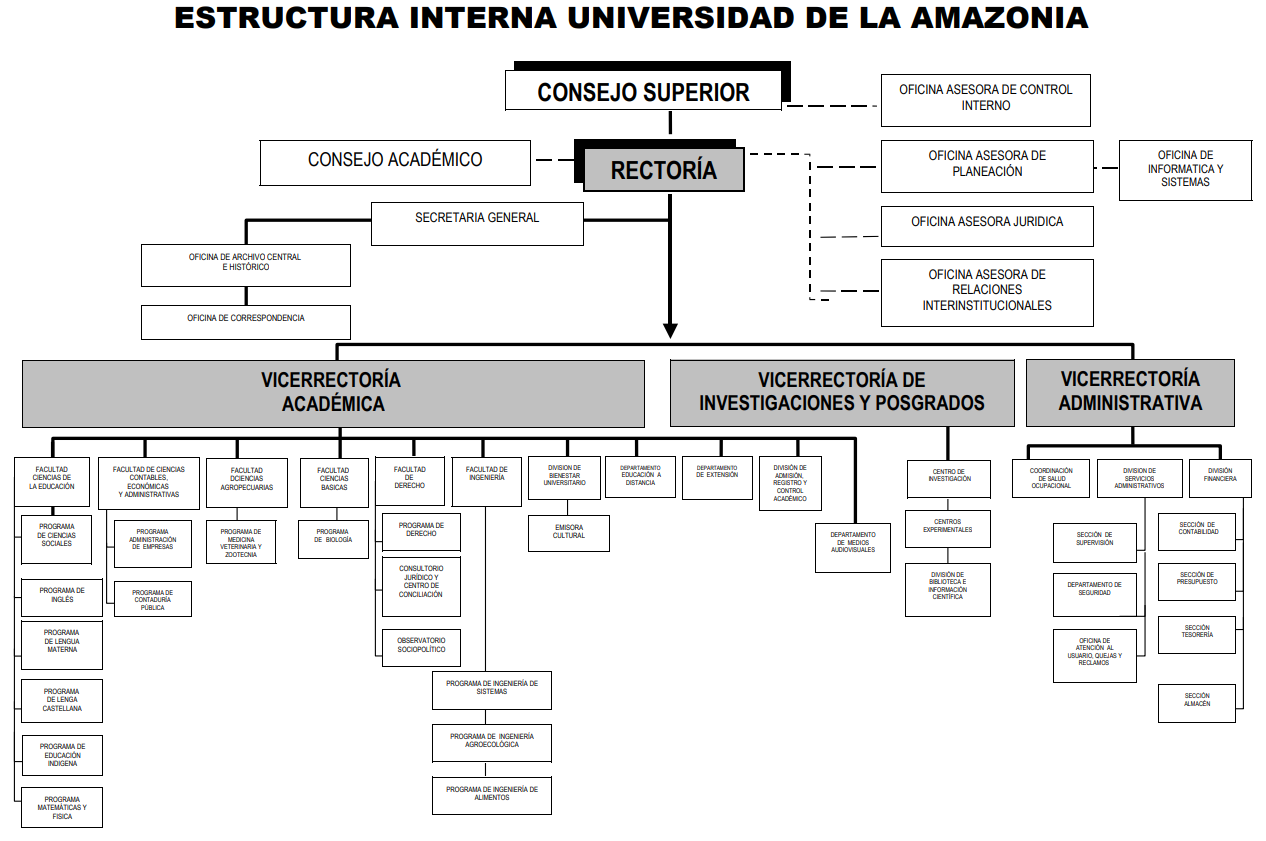 ESTRUCTURA INTERNA UNIVERSIDAD DE LA AMAZONIA
CONSEJO SUPERIOR
OFICINA ASESORA DE CONTROL
INTERNO
CONSEJO ACADÉMICO
RECTORÍA
OFICINA ASESORA DE
PLANEACIÓN
OFICINA DE
INFORMATICA Y
SISTEMAS
SECRETARIA GENERAL
OFICINA ASESORA JURIDICA
OFICINA DE ARCHIVO CENTRAL
E HISTÓRICO
OFICINA ASESORA DE
RELACIONES
INTERINSTITUCIONALES
OFICINA DE CORRESPONDENCIA
VICERRECTORÍA
ACADÉMICA
VICERRECTORÍA DE
INVESTIGACIONES Y POSGRADOS
VICERRECTORÍA
ADMINISTRATIVA
FACULTAD
CIENCIAS DE
LA EDUCACIÓN
FACULTAD DE CIENCIAS
CONTABLES,
ECONÓMICAS
Y ADMINISTRATIVAS
FACULTAD
DCIENCIAS
AGROPECUARIAS
FACULTAD
CIENCIAS
BASICAS
FACULTAD
DE
DERECHO
FACULTAD DE
INGENIERÍA
DIVISION DE
BIENESTAR
UNIVERSITARIO
DEPARTAMENTO
EDUCACIÓN A
DISTANCIA
DEPARTAMENTO
DE EXTENSIÓN
DIVISIÓN DE
ADMISIÓN,
REGISTRO Y
CONTROL
ACADÉMICO
CENTRO DE
INVESTIGACIÓN
COORDINACIÓN
DE SALUD
OCUPACIONAL
DIVISION DE
SERVICIOS
ADMINISTRATIVOS
DIVISIÓN
FINANCIERA
PROGRAMA
DE CIENCIAS
SOCIALES
PROGRAMA
ADMINISTRACIÓN
DE EMPRESAS
PROGRAMA DE
MEDICINA
VETERINARIA Y
ZOOTECNIA
PROGRAMA
DE BIOLOGÍA
PROGRAMA DE
DERECHO
EMISORA
CULTURAL
DEPARTAMENTO
DE MEDIOS
AUDIOVISUALES
CENTROS
EXPERIMENTALES
SECCIÓN DE
SUPERVISIÓN
SECCIÓN DE
CONTABILIDAD
PROGRAMA DE
INGLÉS
PROGRAMA DE
CONTADURÍA
PÚBLICA
CONSULTORIO
JURÍDICO Y
CENTRO DE
CONCILIACIÓN
DIVISIÓN DE
BIBLIOTECA E
INFORMACIÓN
CIENTÍFICA
DEPARTAMENTO DE
SEGURIDAD
SECCIÓN DE
PRESUPUESTO
PROGRAMA
DE LENGUA
MATERNA
OBSERVATORIO
SOCIOPOLÍTICO
OFICINA DE
ATENCIÓN AL
USUARIO, QUEJAS Y
RECLAMOS
SECCIÓN
TESORERÍA
PROGRAMA
DE LENGA
CASTELLANA
PROGRAMA DE INGENIERÍA DE
SISTEMAS
SECCIÓN
ALMACÉN
PROGRAMA DE
EDUCACIÓN
INDIGENA
PROGRAMA DE INGENIERÍA
AGROECOLÓGICA
PROGRAMA
MATEMÁTICAS Y
FISICA
PROGRAMA DE INGENIERÍA DE
ALIMENTOS